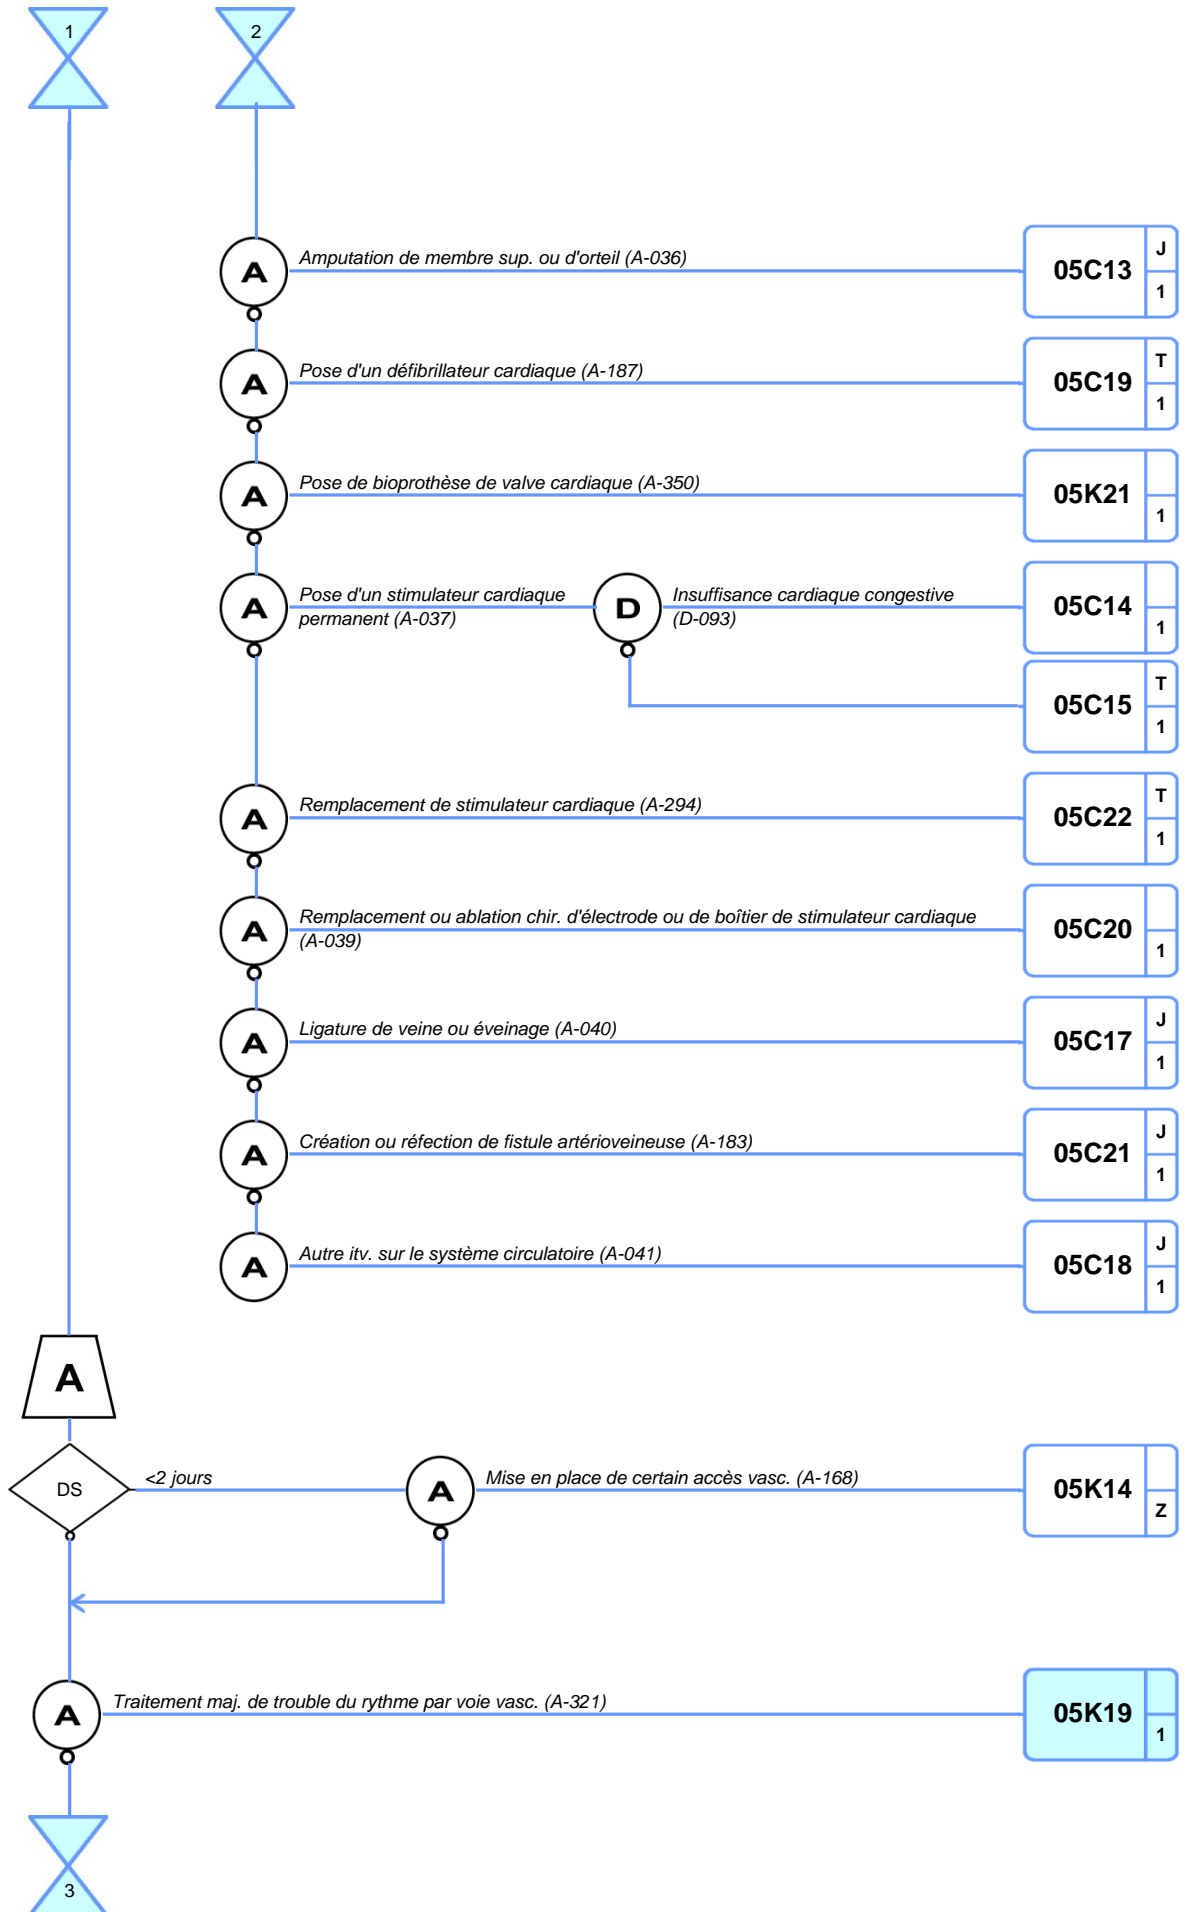 1
2
A
Amputation de membre sup. ou d'orteil (A-036)
05C13
J
1
A
Pose d'un défibrillateur cardiaque (A-187)
05C19
T
1
A
Pose de bioprothèse de valve cardiaque (A-350)
05K21
1
A
Pose d'un stimulateur cardiaque
permanent (A-037)
D
Insuffisance cardiaque congestive
(D-093)
05C14
1
05C15
T
1
A
Remplacement de stimulateur cardiaque (A-294)
05C22
T
1
A
Remplacement ou ablation chir. d'électrode ou de boîtier de stimulateur cardiaque
(A-039)
05C20
1
A
Ligature de veine ou éveinage (A-040)
05C17
J
1
A
Création ou réfection de fistule artérioveineuse (A-183)
05C21
J
1
A
Autre itv. sur le système circulatoire (A-041)
05C18
J
1
A
DS
<2 jours
A
Mise en place de certain accès vasc. (A-168)
05K14
Z
A
Traitement maj. de trouble du rythme par voie vasc. (A-321)
05K19
1
3